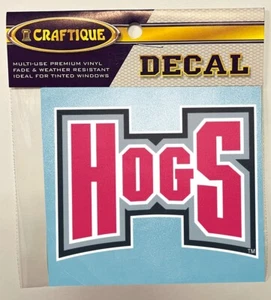 CRAFTIQUE
MULTI-USE PREMIUM VINYL
FADE & WEATHER RESISTANT
IDEAL FOR TINTED WINDOWS
DECAL
HOGS
TM